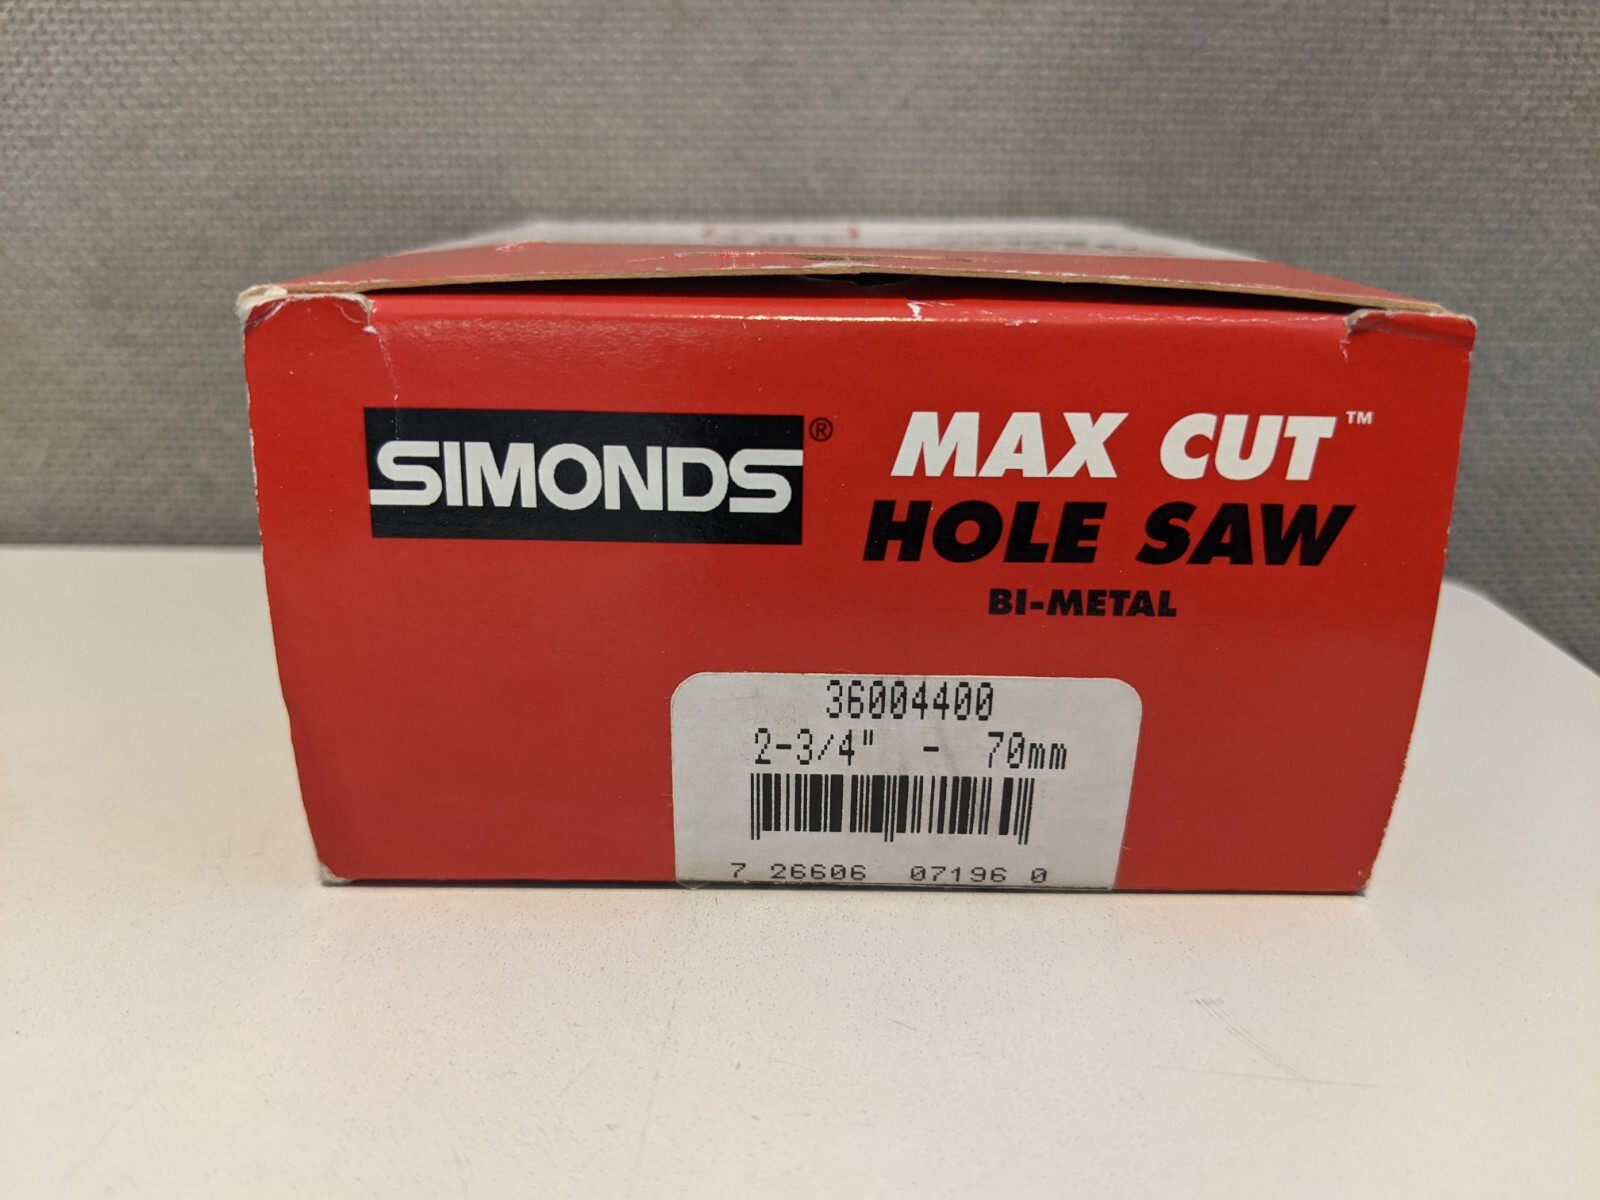 SIMONDS®
MAX CUT™
HOLE SAW
BI-METAL
36004400
2-3/4" - 70mm
7 26606 07196 0